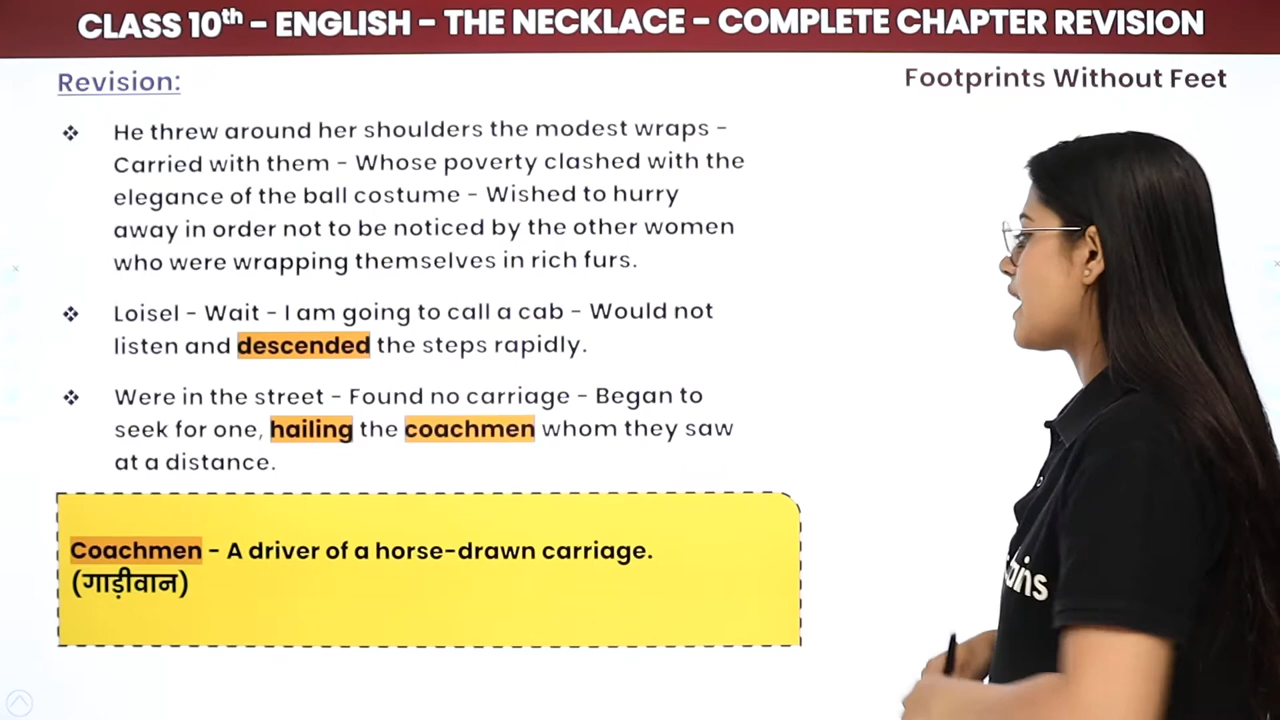 CLASS 10th – ENGLISH – THE NECKLACE – COMPLETE CHAPTER REVISION
Revision:
Footprints Without Feet
❖ He threw around her shoulders the modest wraps –
Carried with them – Whose poverty clashed with the
elegance of the ball costume – Wished to hurry
away in order not to be noticed by the other women
who were wrapping themselves in rich furs.
❖ Loisel – Wait – I am going to call a cab – Would not
listen and descended the steps rapidly.
❖ Were in the street – Found no carriage – Began to
seek for one, hailing the coachmen whom they saw
at a distance.
Coachmen – A driver of a horse-drawn carriage.
(गाड़ीवान)